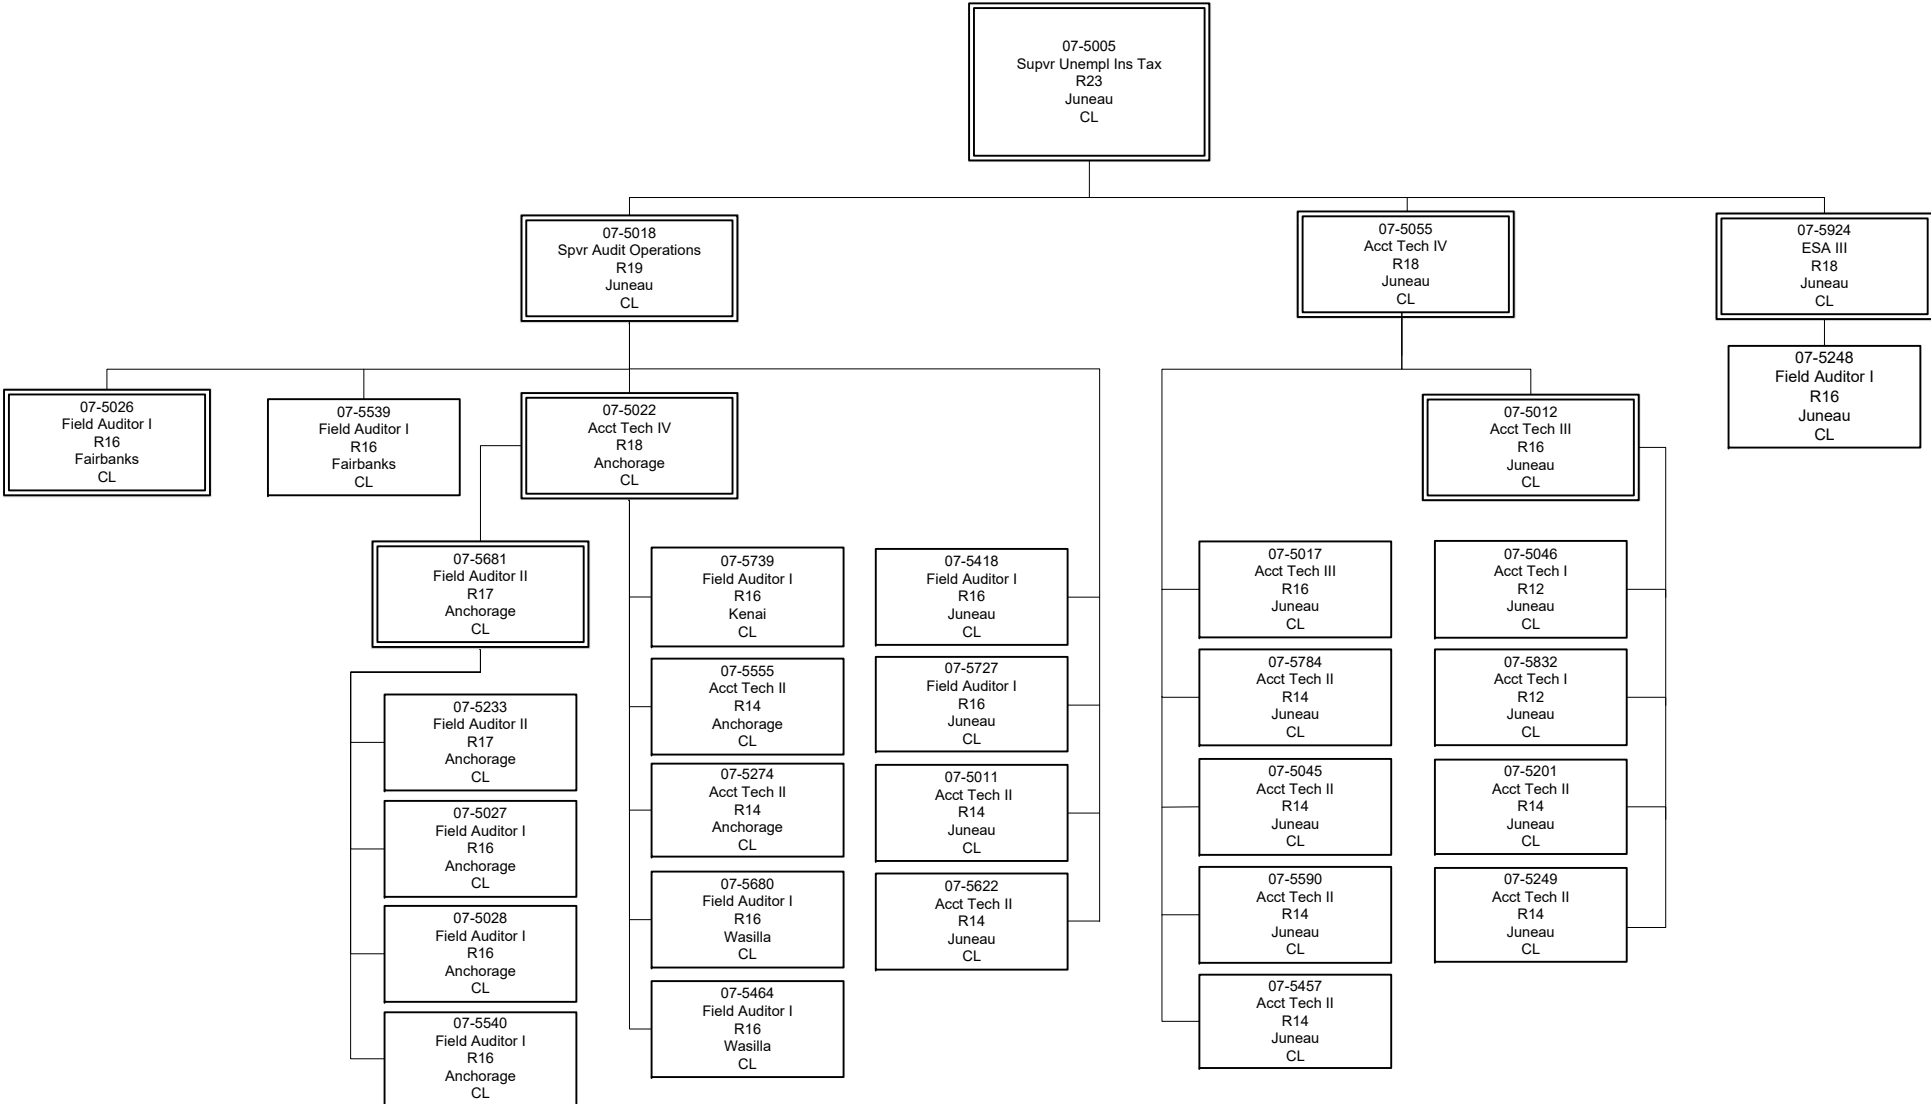 07-5005
Supvr Unempl Ins Tax
R23
Juneau
CL
07-5018
Spvr Audit Operations
R19
Juneau
CL
07-5055
Acct Tech IV
R18
Juneau
CL
07-5924
ESA III
R18
Juneau
CL
07-5248
Field Auditor I
R16
Juneau
CL
07-5026
Field Auditor I
R16
Fairbanks
CL
07-5539
Field Auditor I
R16
Fairbanks
CL
07-5022
Acct Tech IV
R18
Anchorage
CL
07-5012
Acct Tech III
R16
Juneau
CL
07-5681
Field Auditor II
R17
Anchorage
CL
07-5233
Field Auditor II
R17
Anchorage
CL
07-5027
Field Auditor I
R16
Anchorage
CL
07-5028
Field Auditor I
R16
Anchorage
CL
07-5540
Field Auditor I
R16
Anchorage
CL
07-5739
Field Auditor I
R16
Kenai
CL
07-5555
Acct Tech II
R14
Anchorage
CL
07-5274
Acct Tech II
R14
Anchorage
CL
07-5680
Field Auditor I
R16
Wasilla
CL
07-5464
Field Auditor I
R16
Wasilla
CL
07-5418
Field Auditor I
R16
Juneau
CL
07-5727
Field Auditor I
R16
Juneau
CL
07-5011
Acct Tech II
R14
Juneau
CL
07-5622
Acct Tech II
R14
Juneau
CL
07-5017
Acct Tech III
R16
Juneau
CL
07-5784
Acct Tech II
R14
Juneau
CL
07-5045
Acct Tech II
R14
Juneau
CL
07-5590
Acct Tech II
R14
Juneau
CL
07-5457
Acct Tech II
R14
Juneau
CL
07-5046
Acct Tech I
R12
Juneau
CL
07-5832
Acct Tech I
R12
Juneau
CL
07-5201
Acct Tech II
R14
Juneau
CL
07-5249
Acct Tech II
R14
Juneau
CL